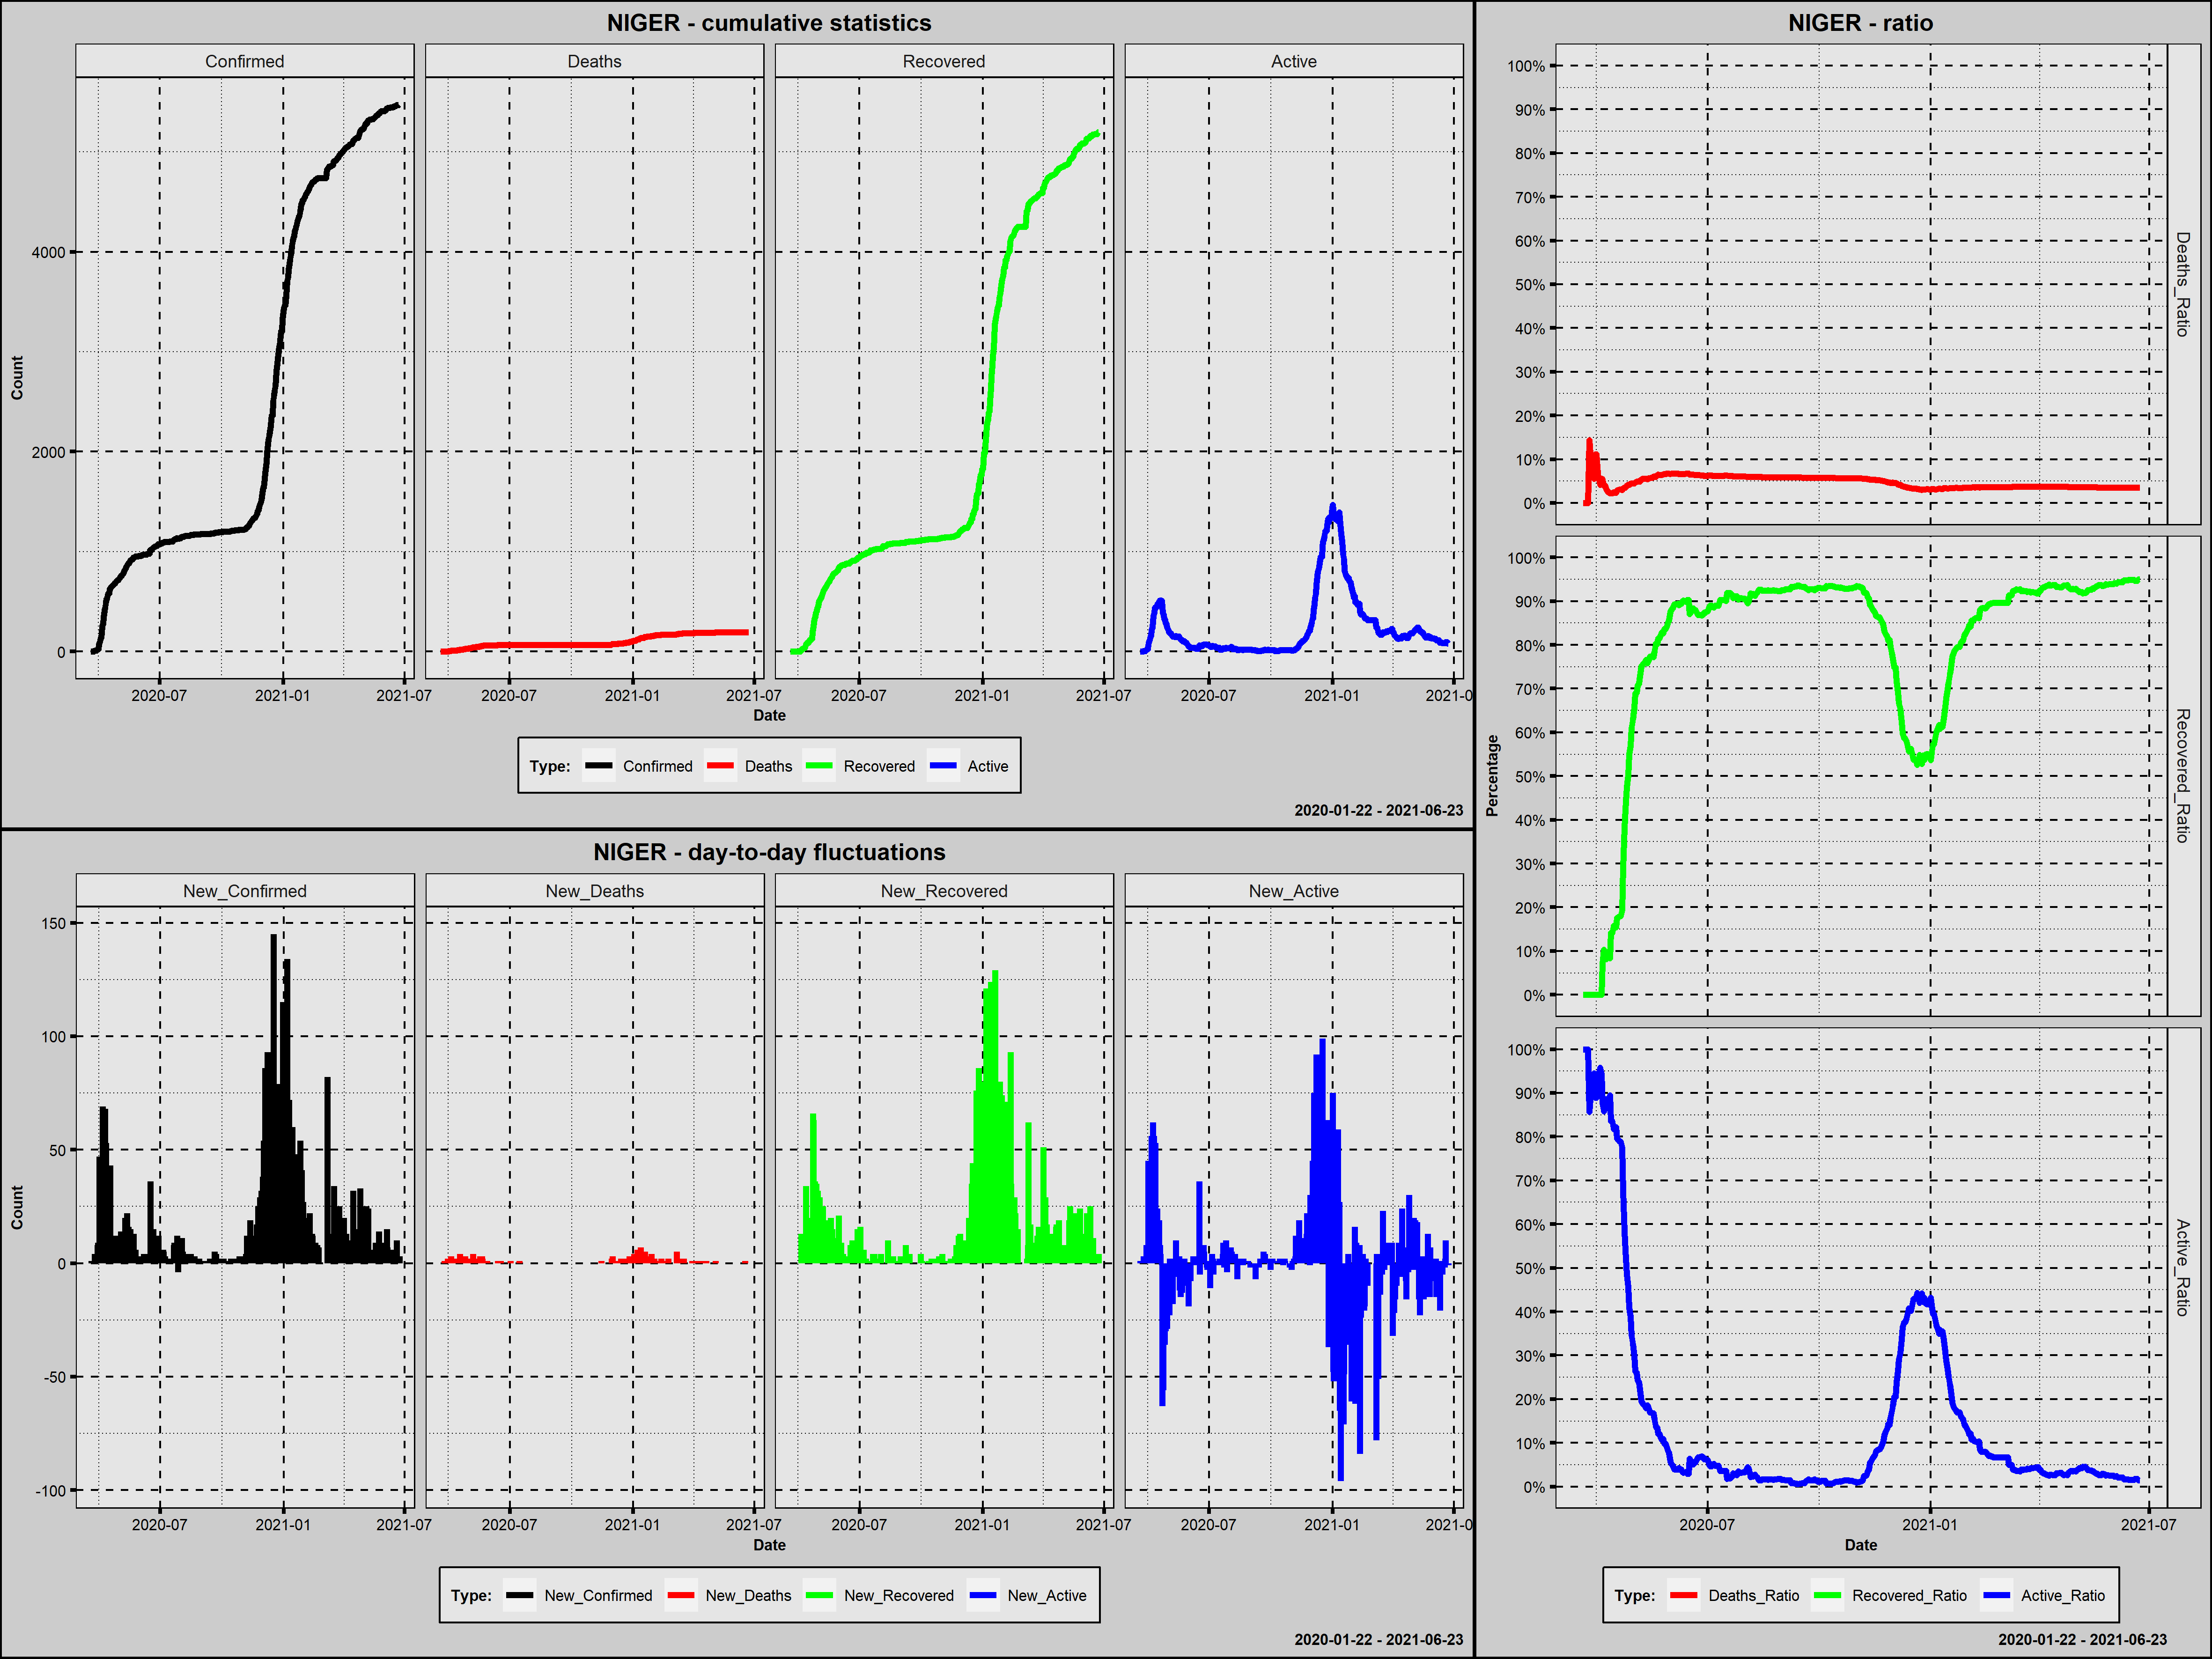 NIGER - cumulative statistics
Confirmed Deaths Recovered Active
Count
4000
2000
0
2020-07 2021-01 2021-07 2020-07 2021-01 2021-07 2020-07 2021-01 2021-07 2020-07 2021-01 2021-0
Date
Type: Confirmed Deaths Recovered Active
2020-01-22 - 2021-06-23
NIGER - day-to-day fluctuations
New_Confirmed New_Deaths New_Recovered New_Active
Count
150
100
50
0
-50
-100
2020-07 2021-01 2021-07 2020-07 2021-01 2021-07 2020-07 2021-01 2021-07 2020-07 2021-01 2021-0
Date
Type: New_Confirmed New_Deaths New_Recovered New_Active
2020-01-22 - 2021-06-23
NIGER - ratio
Percentage
100%
90%
80%
70%
60%
50%
40%
30%
20%
10%
0%
Deaths_Ratio
100%
90%
80%
70%
60%
50%
40%
30%
20%
10%
0%
Recovered_Ratio
100%
90%
80%
70%
60%
50%
40%
30%
20%
10%
0%
Active_Ratio
2020-07 2021-01 2021-07
Date
Type: Deaths_Ratio Recovered_Ratio Active_Ratio
2020-01-22 - 2021-06-23